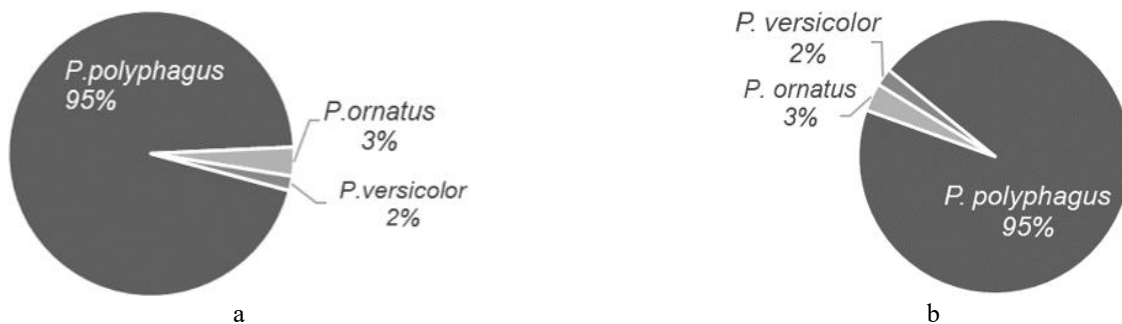 P.polyphagus
95%
P.ornatus
3%
P.versicolor
2%
a
P. versicolor
2%
P. ornatus
3%
P. polyphagus
95%
b